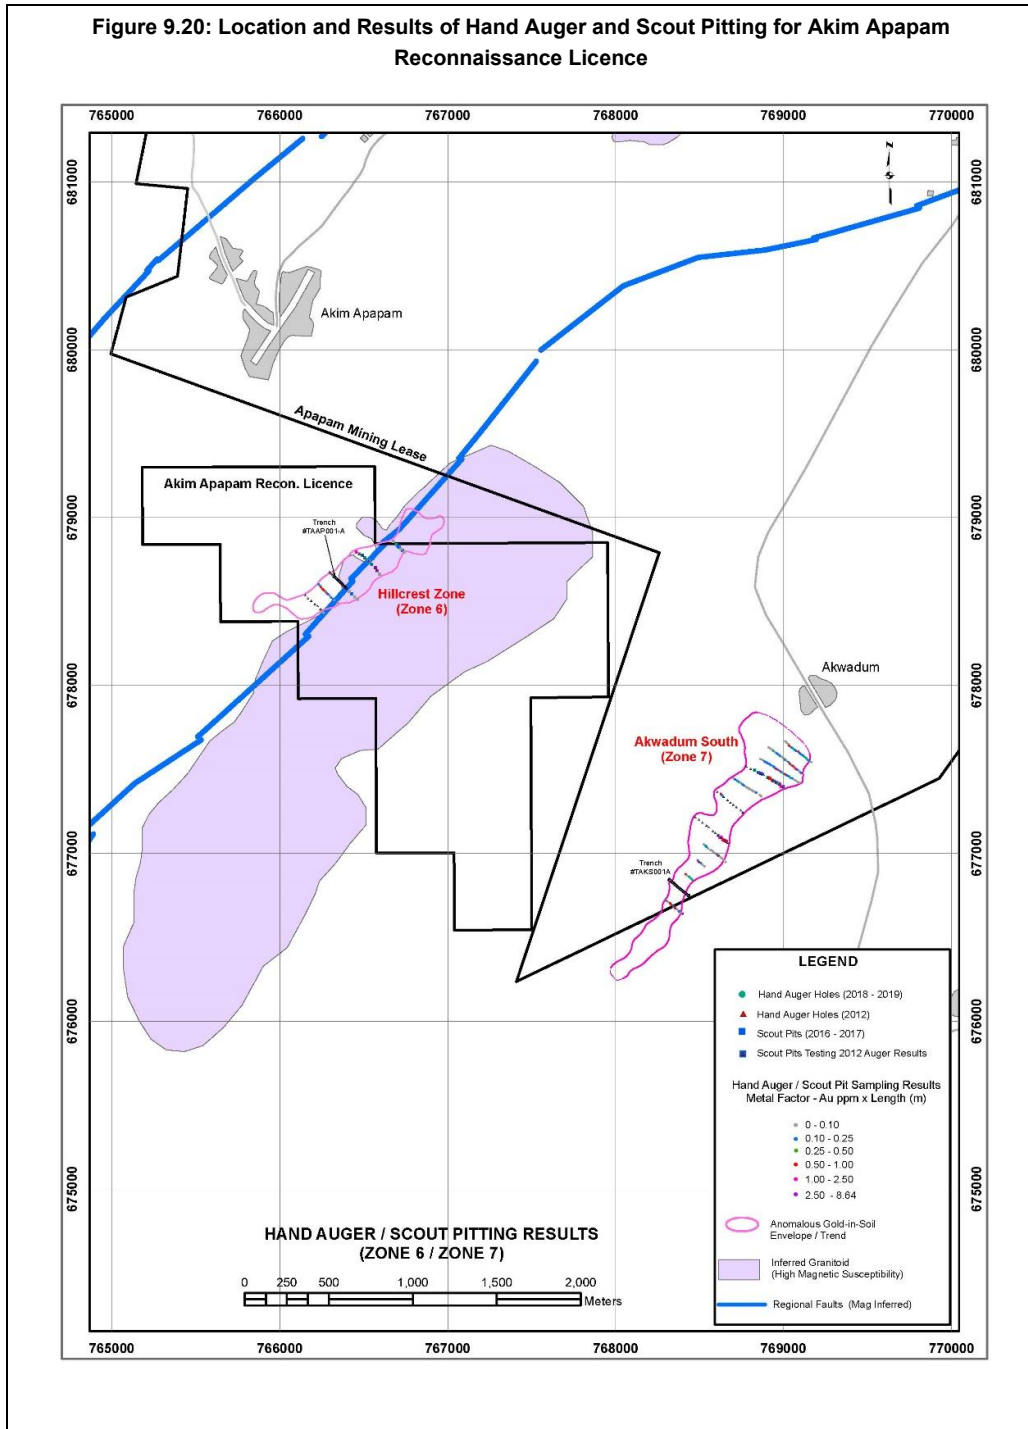 Figure 9.20: Location and Results of Hand Auger and Scout Pitting for Akim Apapam
Reconnaissance Licence
765000 766000 767000 768000 769000 770000
681000 681000
N
Akim Apapam
680000 680000
Apapam Mining Lease
Akim Apapam Recon. Licence
679000 679000
Trench
#TAAP001-A
Hillcrest Zone
(Zone 6)
678000 678000
Akwadum
Akwadum South
(Zone 7)
677000 677000
Trench
#TAKS001A
676000 676000
LEGEND
Hand Auger Holes (2018 - 2019)
Hand Auger Holes (2012)
Scout Pits (2016 - 2017)
Scout Pits Testing 2012 Auger Results
Hand Auger / Scout Pit Sampling Results
Metal Factor - Au ppm x Length (m)
0 - 0.10
0.10 - 0.25
0.25 - 0.50
0.50 - 1.00
1.00 - 2.50
2.50 - 8.64
Anomalous Gold-in-Soil
Envelope / Trend
Inferred Granitoid
(High Magnetic Susceptibility)
Regional Faults (Mag Inferred)
675000 675000
HAND AUGER / SCOUT PITTING RESULTS
(ZONE 6 / ZONE 7)
0 250 500 1,000 1,500 2,000
Meters
765000 766000 767000 768000 769000 770000